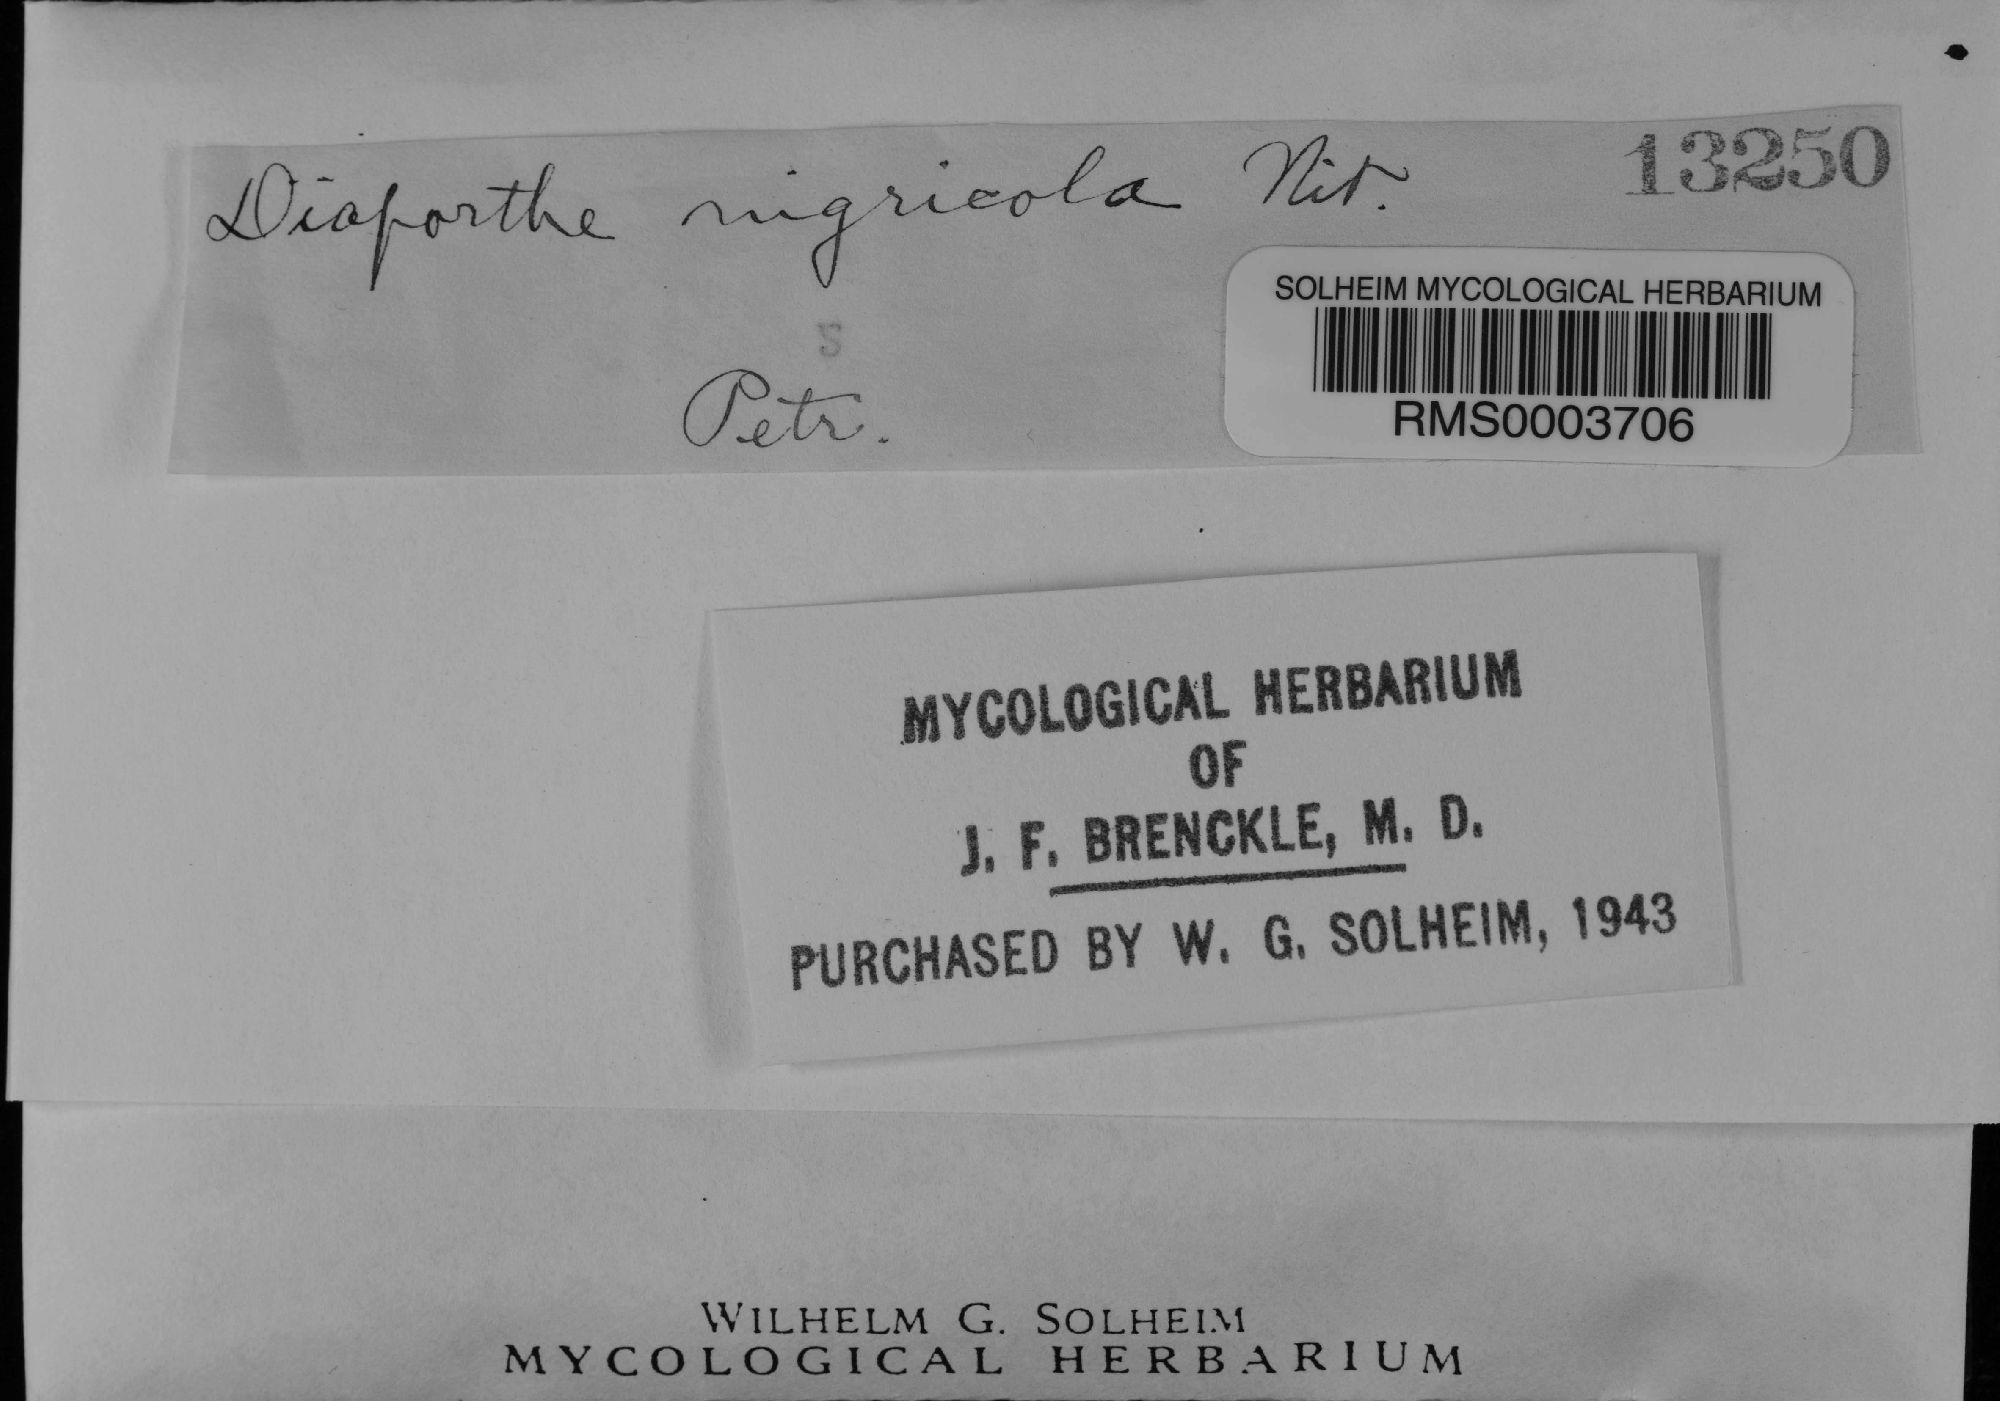 Diaporthe nigricola Nit. 13250
SOLHEIM MYCOLOGICAL HERBARIUM
S
Petr.
RMS0003706
MYCOLOGICAL HERBARIUM
OF
J. F. BRENCKLE, M. D.
PURCHASED BY W. G. SOLHEIM, 1943
WILHELM G. SOLHEIM
MYCOLOGICAL HERBARIUM